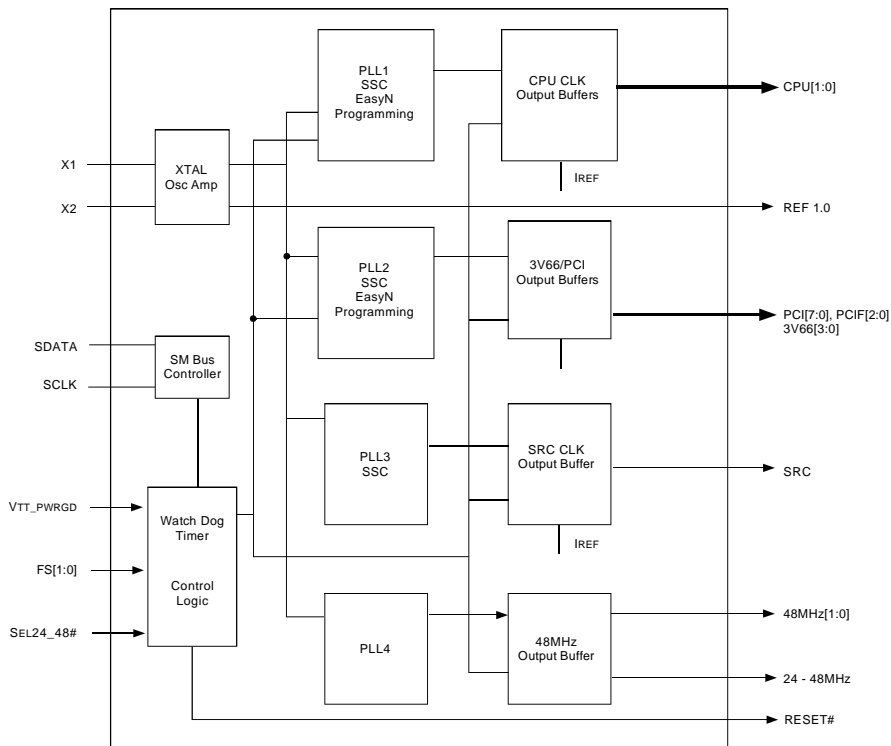 PLL1
SSC
EasyN
Programming
CPU CLK
Output Buffers
CPU[1:0]
X1
XTAL
Osc Amp
IREF
X2
REF 1.0
PLL2
SSC
EasyN
Programming
3V66/PCI
Output Buffers
PCI[7:0], PCIF[2:0]
3V66[3:0]
SDATA
SM Bus
Controller
SCLK
PLL3
SSC
SRC CLK
Output Buffer
SRC
VTT_PWRGD
Watch Dog
Timer
IREF
FS[1:0]
Control
Logic
SEL24_48#
PLL4
48MHz
Output Buffer
48MHz[1:0]
24 - 48MHz
RESET#